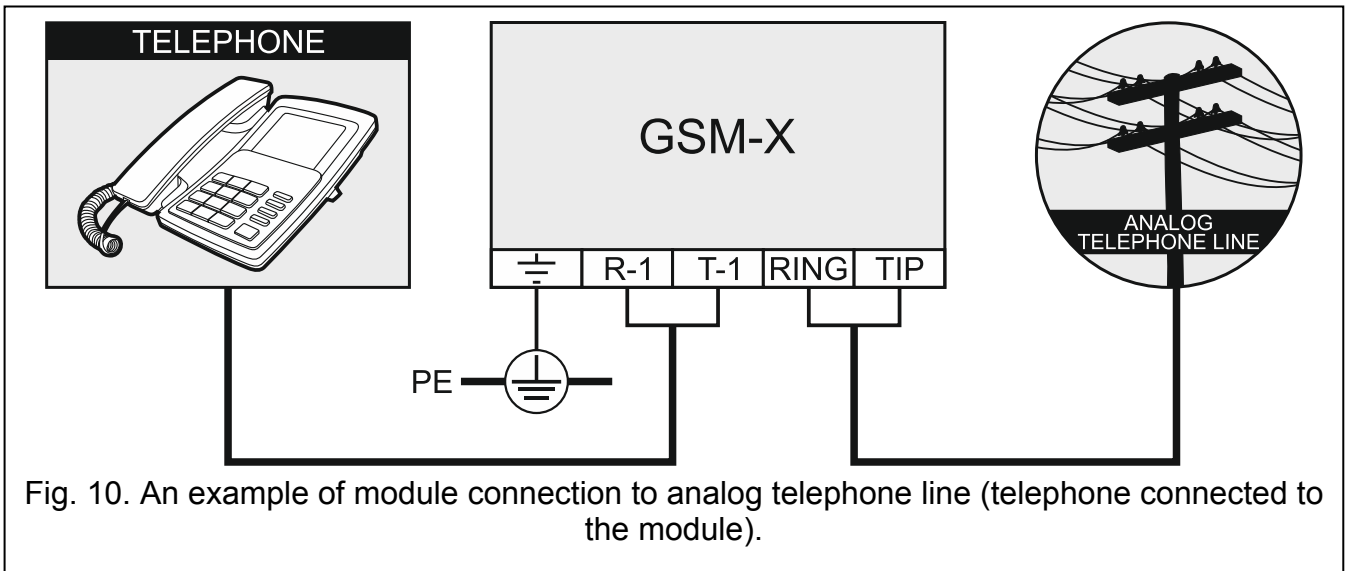 TELEPHONE
GSM-X
ANALOG
TELEPHONE LINE
R-1 T-1 RING TIP
PE
Fig. 10. An example of module connection to analog telephone line (telephone connected to
the module).